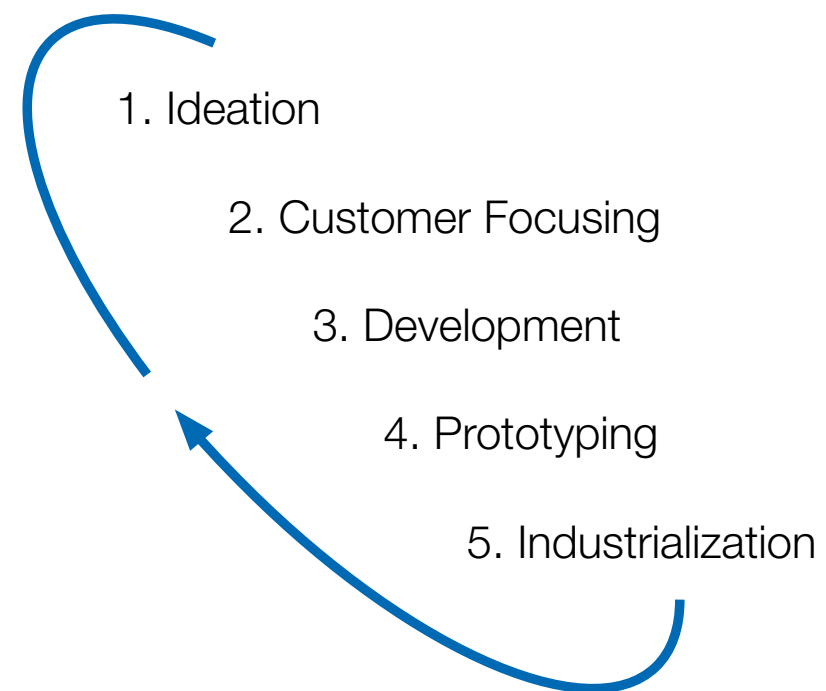 1. Ideation
2. Customer Focusing
3. Development
4. Prototyping
5. Industrialization